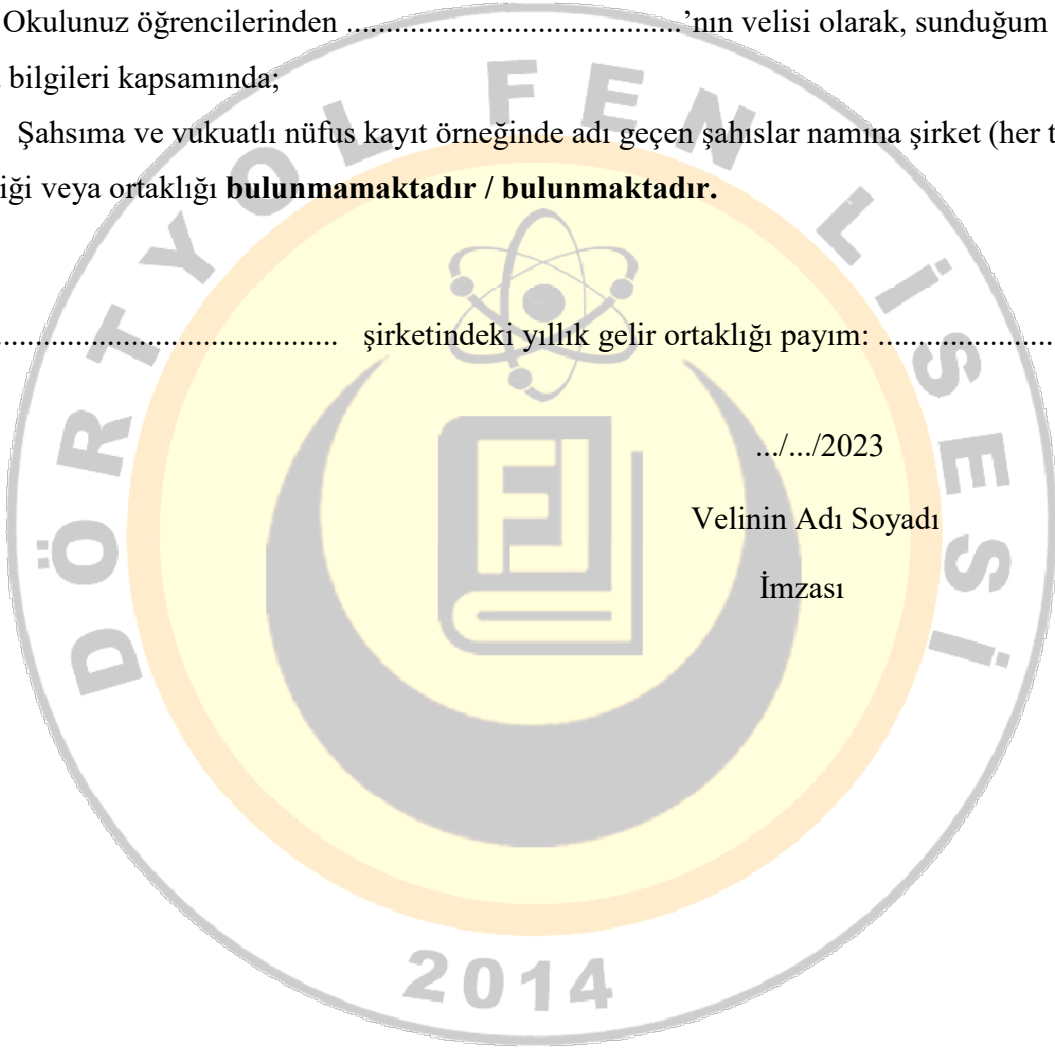 Okulunuz öğrencilerinden .......................................... ’nın velisi olarak, sunduğum
bilgileri kapsamında;
Şahsıma ve vukuatlı nüfus kayıt örneğinde adı geçen şahıslar namına şirket (her
veya ortaklığı bulunmamaktadır / bulunmaktadır.
........................................... şirketindeki yıllık gelir ortaklığı payım: ......................
.../.../2023
Velinin Adı Soyadı
İmzası
DÖRTYOL FEN LİSESİ
2014